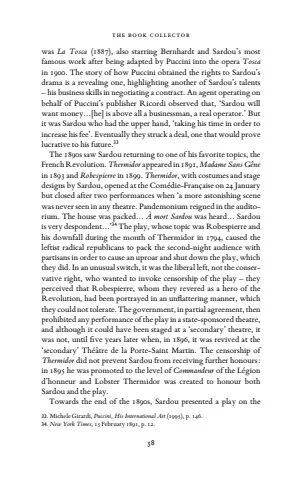 THE BOOK COLLECTOR
was La Tosca (1887), also starring Bernhardt and Sardou's most
famous work after being adapted by Puccini into the opera Tosca
in 1900. The story of how Puccini obtained the rights to Sardou's
drama is a revealing one, highlighting another of Sardou's talents
– his business skills in negotiating a contract. An agent operating on
behalf of Puccini's publisher Ricordi observed that, 'Sardou will
want money…[he] is above all a businessman, a real operator.' But
it was Sardou who had the upper hand, 'taking his time in order to
increase his fee'. Eventually they struck a deal, one that would prove
lucrative to his future.33
The 1890s saw Sardou returning to one of his favorite topics, the
French Revolution. Thermidor appeared in 1891, Madame Sans Gêne
in 1893 and Robespierre in 1899. Thermidor, with costumes and stage
designs by Sardou, opened at the Comédie-Française on 24 January
but closed after two performances when 'a more astonishing scene
was never seen in any theatre. Pandemonium reigned in the audito-
rium. The house was packed… À mort Sardou was heard… Sardou
is very despondent…'34 The play, whose topic was Robespierre and
his downfall during the month of Thermidor in 1794, caused the
leftist radical republicans to pack the second-night audience with
partisans in order to cause an uproar and shut down the play, which
they did. In an unusual switch, it was the liberal left, not the conser-
vative right, who wanted to invoke censorship of the play – they
perceived that Robespierre, whom they revered as a hero of the
Revolution, had been portrayed in an unflattering manner, which
they could not tolerate. The government, in partial agreement, then
prohibited any performance of the play in a state-sponsored theatre,
and although it could have been staged at a 'secondary' theatre, it
was not, until five years later when, in 1896, it was revived at the
'secondary' Théâtre de la Porte-Saint Martin. The censorship of
Thermidor did not prevent Sardou from receiving further honours:
in 1895 he was promoted to the level of Commandeur of the Légion
d'honneur and Lobster Thermidor was created to honour both
Sardou and the play.
Towards the end of the 1890s, Sardou presented a play on the
33. Michele Girardi, Puccini, His International Art (1995), p. 146.
34. New York Times, 15 February 1891, p. 12.
38